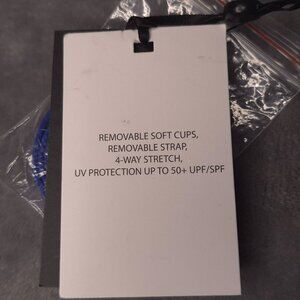 REMOVABLE SOFT CUPS,
REMOVABLE STRAP,
4-WAY STRETCH,
UV PROTECTION UP TO 50+ UPF/SPF